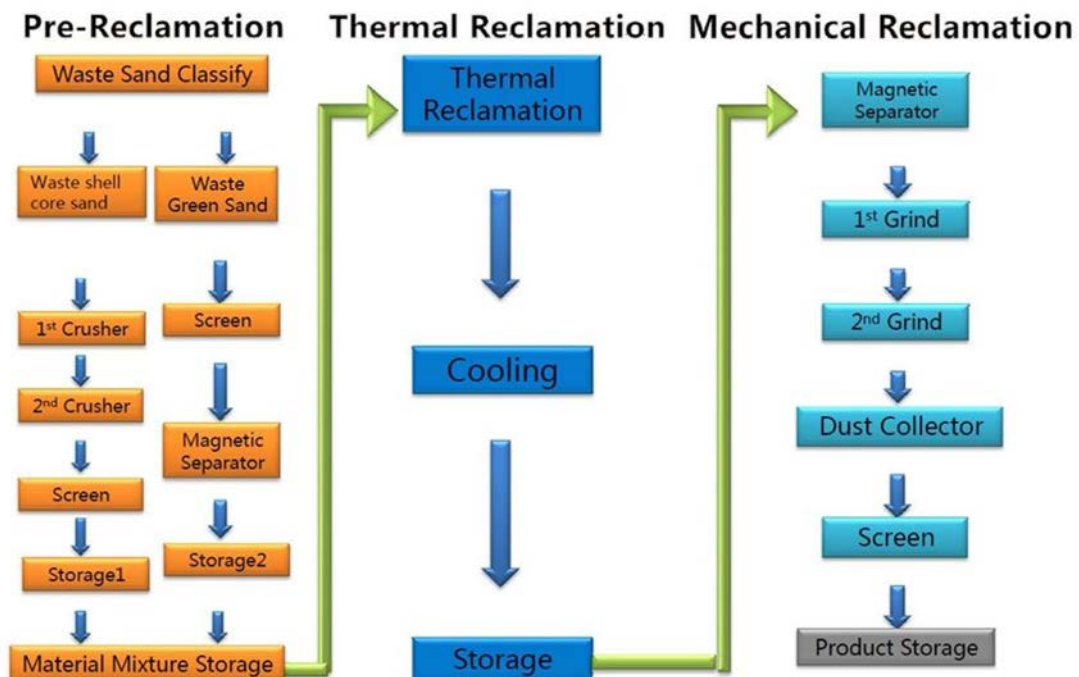 Pre-Reclamation
Waste Sand Classify
Waste shell
core sand
Waste
Green Sand
1st Crusher
2nd Crusher
Screen
Storage1
Screen
Magnetic
Separator
Storage2
Material Mixture Storage
Thermal Reclamation
Thermal
Reclamation
Cooling
Storage
Mechanical Reclamation
Magnetic
Separator
1st Grind
2nd Grind
Dust Collector
Screen
Product Storage